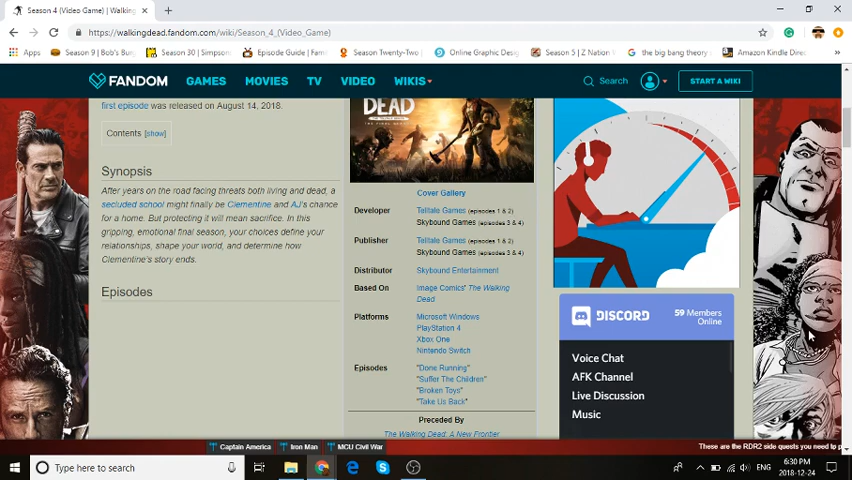 Season 4 (Video Game) | Walking
https://walkingdead.fandom.com/wiki/Season_4_(Video_Game)
Apps
Season 9 | Bob's Burg
Season 30 | Simpson
Episode Guide | Fam
Season Twenty-Two |
Online Graphic Desig
Season 5 | Z Nation
the big bang theory
Amazon Kindle Direc
FANDOM
GAMES
MOVIES
TV
VIDEO
WIKIS
Search
START A WIKI
first episode was released on August 14, 2018.
Contents [show]
Synopsis
After years on the road facing threats both living and dead, a
secluded school might finally be Clementine and AJ's chance
for a home. But protecting it will mean sacrifice. In this
gripping, emotional final season, your choices define your
relationships, shape your world, and determine how
Clementine's story ends.
Episodes
DEAD
Cover Gallery
Developer
Telltale Games (episodes 1 & 2)
Skybound Games (episodes 3 & 4)
Publisher
Telltale Games (episodes 1 & 2)
Skybound Games (episodes 3 & 4)
Distributor
Skybound Entertainment
Based On
Image Comics' The Walking
Dead
Platforms
Microsoft Windows
PlayStation 4
Xbox One
Nintendo Switch
Episodes
"Done Running"
"Suffer The Children"
"Broken Toys"
"Take Us Back"
Preceded By
The Walking Dead: A New Frontier
DISCORD
59 Members
Online
Voice Chat
AFK Channel
Live Discussion
Music
Captain America
Iron Man
MCU Civil War
These are the RDR2 side quests you need to p
Type here to search
ENG
6:30 PM
2018-12-24